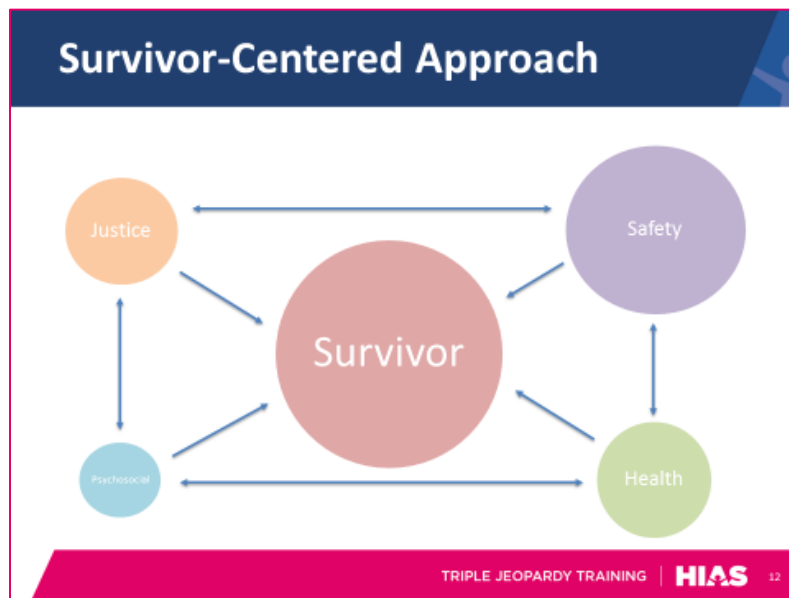 Survivor-Centered Approach
Justice
Safety
Survivor
Psychosocial
Health
TRIPLE JEOPARDY TRAINING | HIAS 12